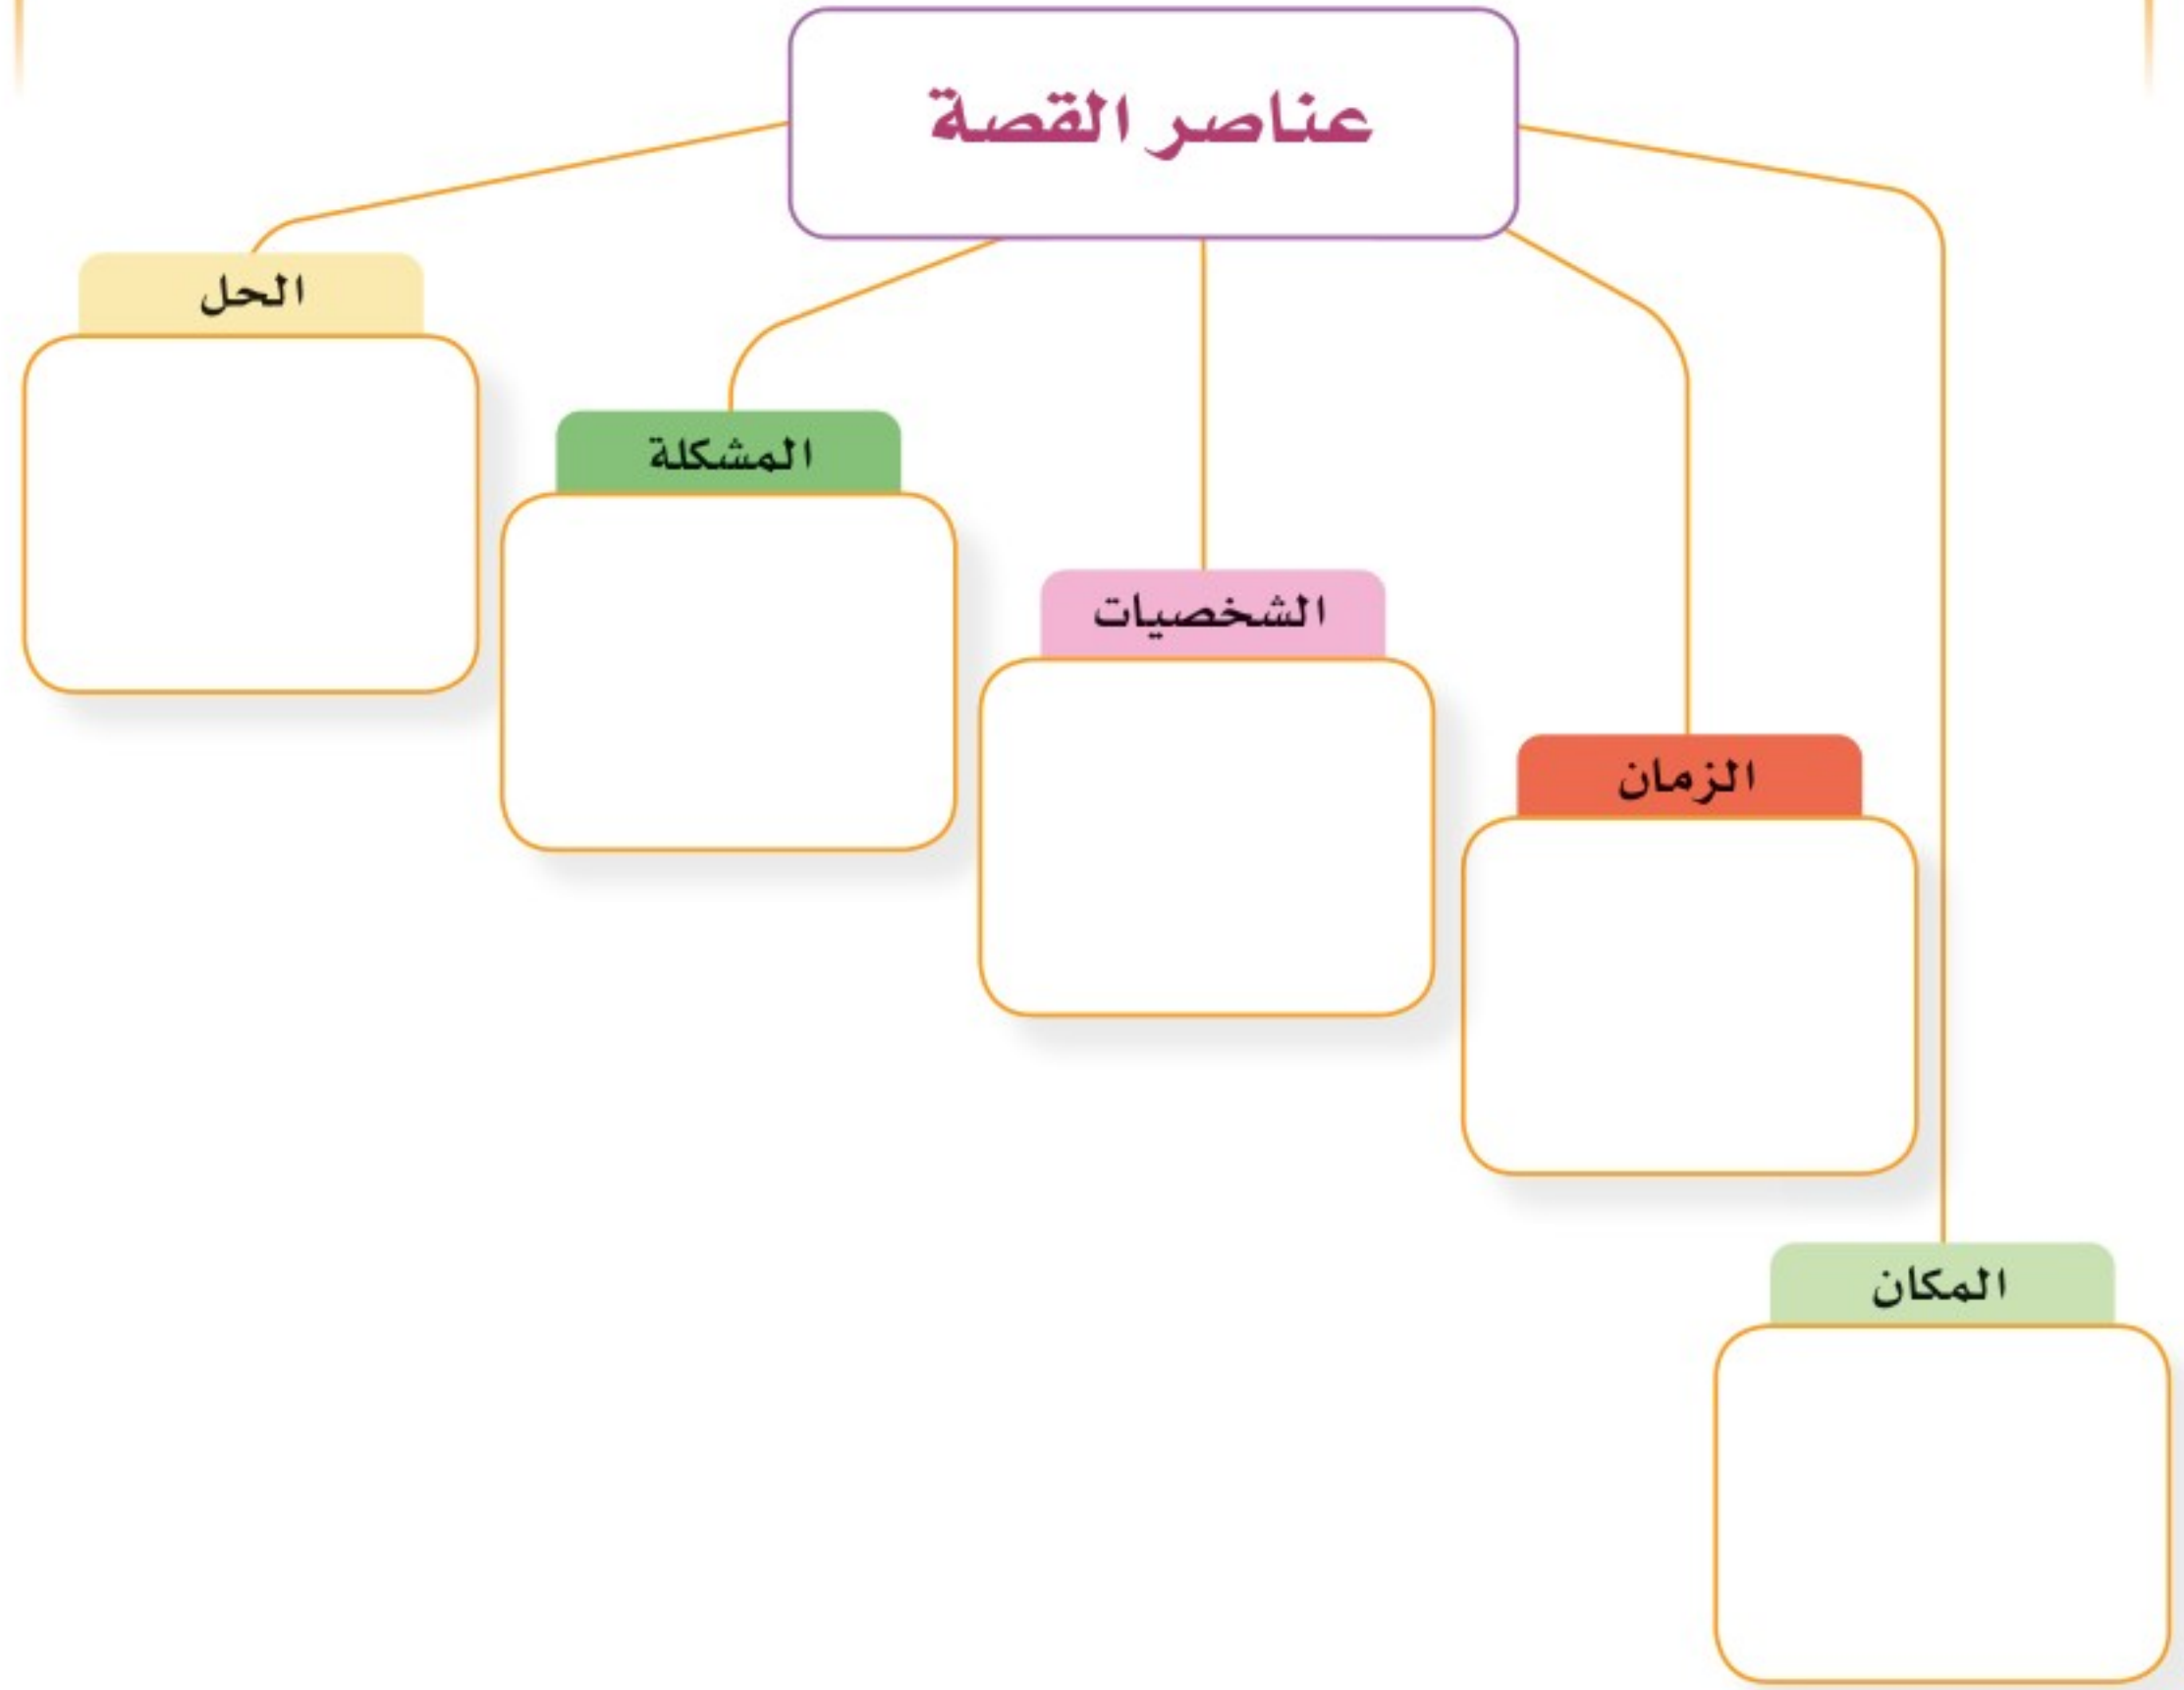 عناصر القصة
الحل
المشكلة
الشخصيات
الزمان
المكان